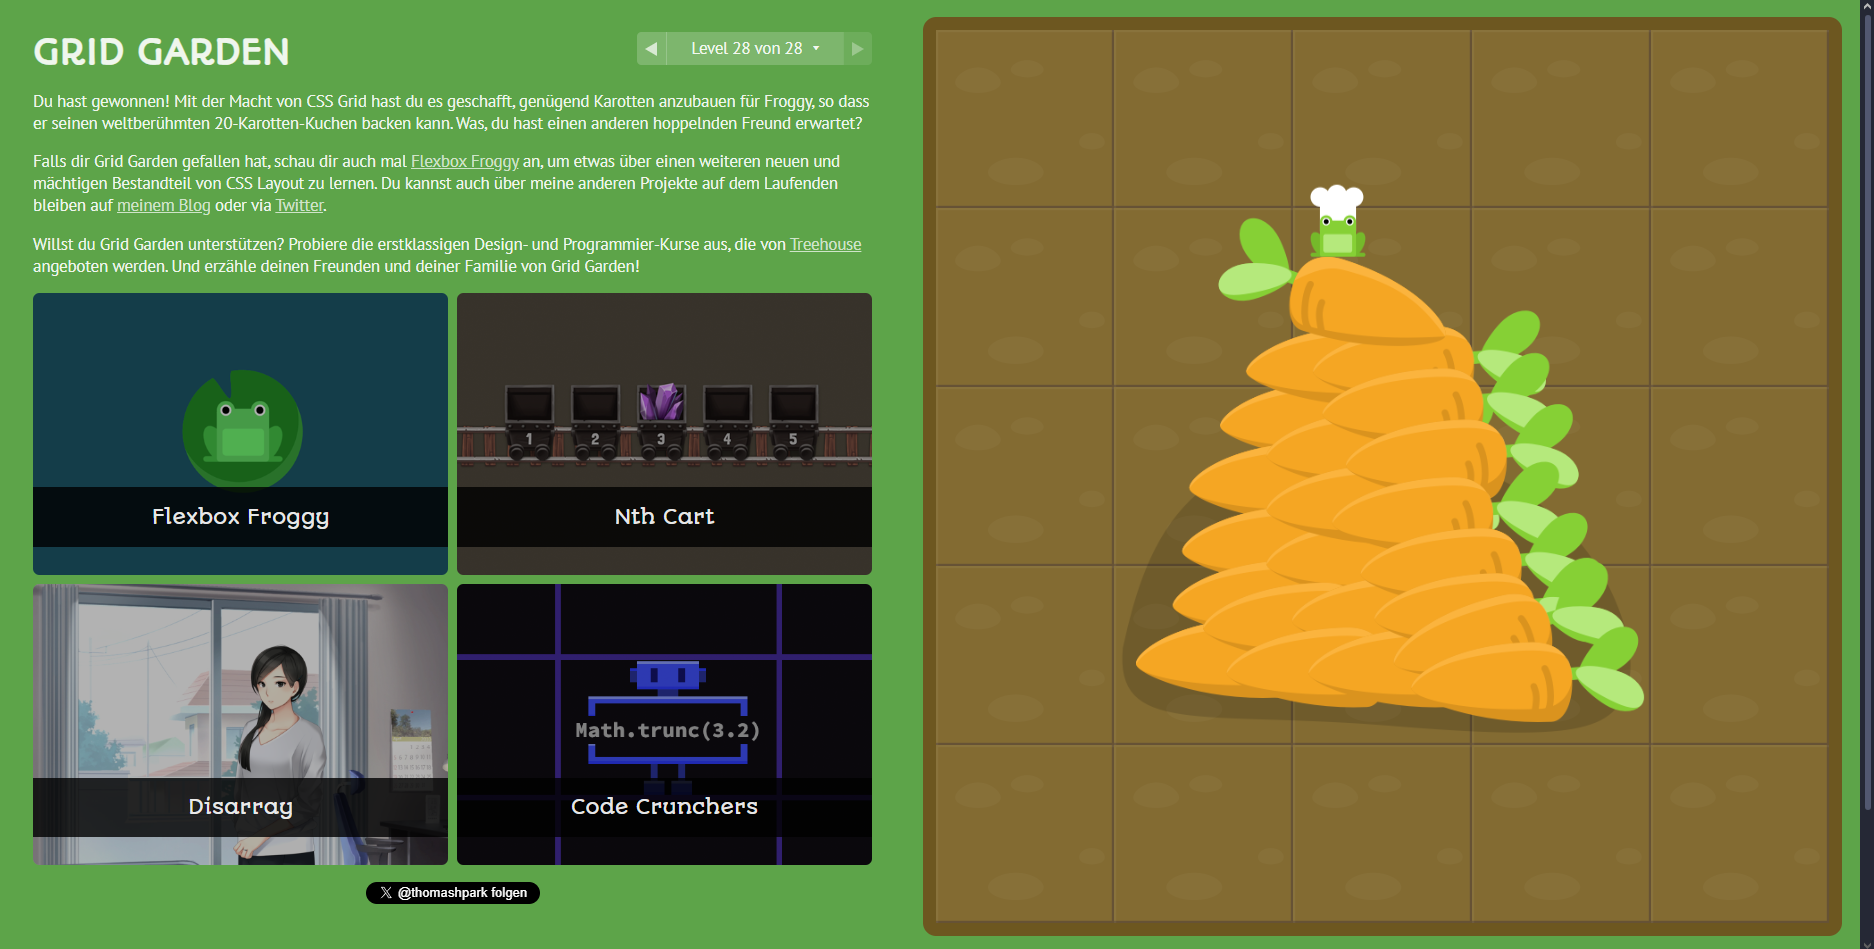 GRID GARDEN
Level 28 von 28
Du hast gewonnen! Mit der Macht von CSS Grid hast du es geschafft, genügend Karotten anzubauen für Froggy, so dass
er seinen weltberühmten 20-Karotten-Kuchen backen kann. Was, du hast einen anderen hoppelnden Freund erwartet?
Falls dir Grid Garden gefallen hat, schau dir auch mal Flexbox Froggy an, um etwas über einen weiteren neuen und
mächtigen Bestandteil von CSS Layout zu lernen. Du kannst auch über meine anderen Projekte auf dem Laufenden
bleiben auf meinem Blog oder via Twitter.
Willst du Grid Garden unterstützen? Probiere die erstklassigen Design- und Programmier-Kurse aus, die von Treehouse
angeboten werden. Und erzähle deinen Freunden und deiner Familie von Grid Garden!
1 2 3 4 5
Flexbox Froggy
Nth Cart
Math.trunc(3.2)
Disarray
Code Crunchers
𝕏 @thomashpark folgen